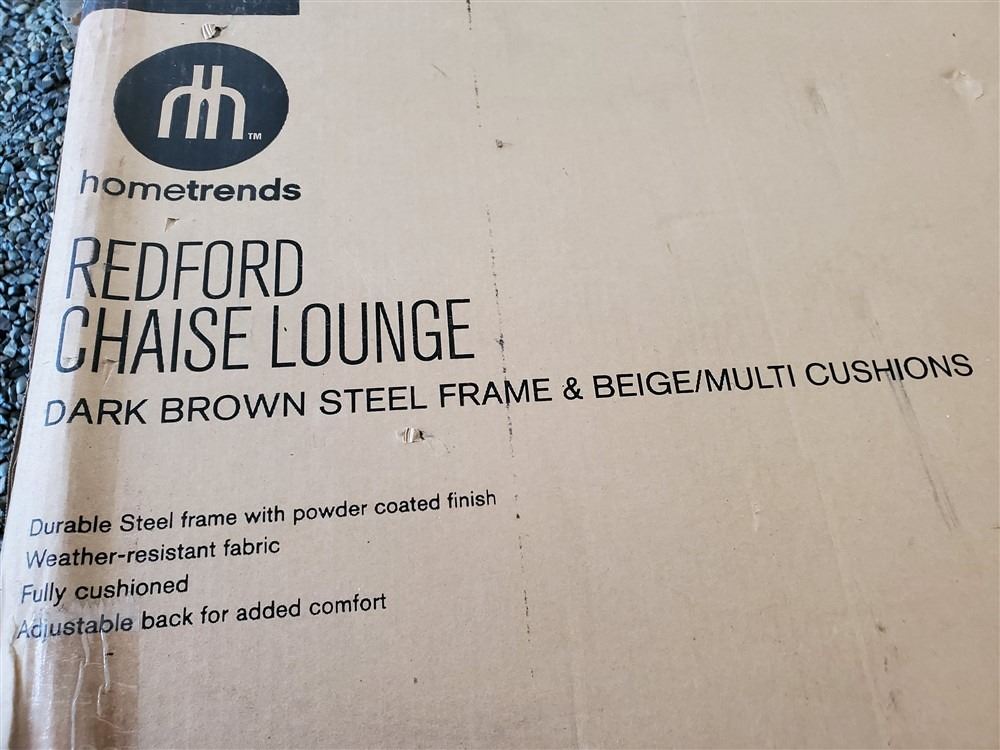 TM
hometrends
REDFORD
CHAISE LOUNGE
DARK BROWN STEEL FRAME & BEIGE/MULTI CUSHIONS
Durable Steel frame with powder coated finish
Weather-resistant fabric
Fully cushioned
Adjustable back for added comfort